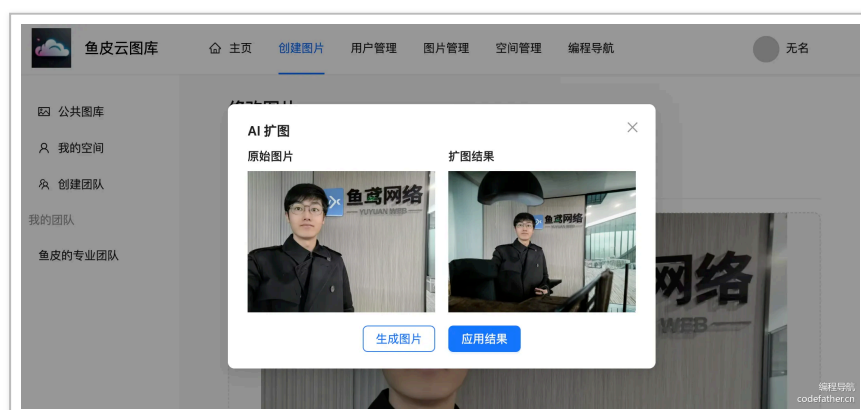 鱼皮云图库
主页
创建图片
用户管理
图片管理
空间管理
编程导航
无名
公共图库
我的空间
创建团队
我的团队
鱼皮的专业团队
AI 扩图
原始图片
扩图结果
鱼鸢网络
YUYUAN WEB
鱼鸢网络
生成图片
应用结果
网络
WEB
编程导航
codefather.cn